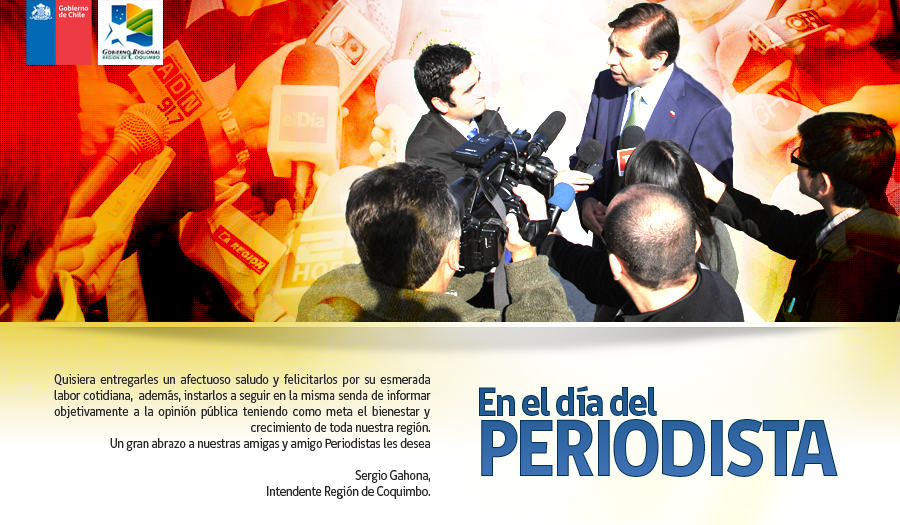 Gobierno
de Chile
GOBIERNO REGIONAL
REGIÓN DE COQUIMBO
ADN
91.7
el Día
LA REGION
HOF
CH
Quisiera entregarles un afectuoso saludo y felicitarlos por su esmerada
labor cotidiana, además, instarlos a seguir en la misma senda de informar
objetivamente a la opinión pública teniendo como meta el bienestar y
crecimiento de toda nuestra región.
Un gran abrazo a nuestras amigas y amigo Periodistas les desea
Sergio Gahona,
Intendente Región de Coquimbo.
En el día del
PERIODISTA